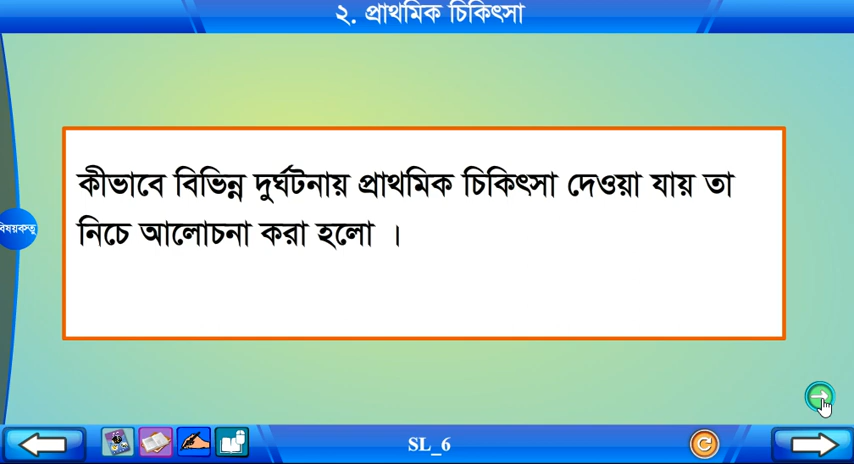 ২. প্রাথমিক চিকিৎসা
কীভাবে বিভিন্ন দুর্ঘটনায় প্রাথমিক চিকিৎসা দেওয়া যায় তা
নিচে আলোচনা করা হলো ।
বিষয়বস্তু
SL_6